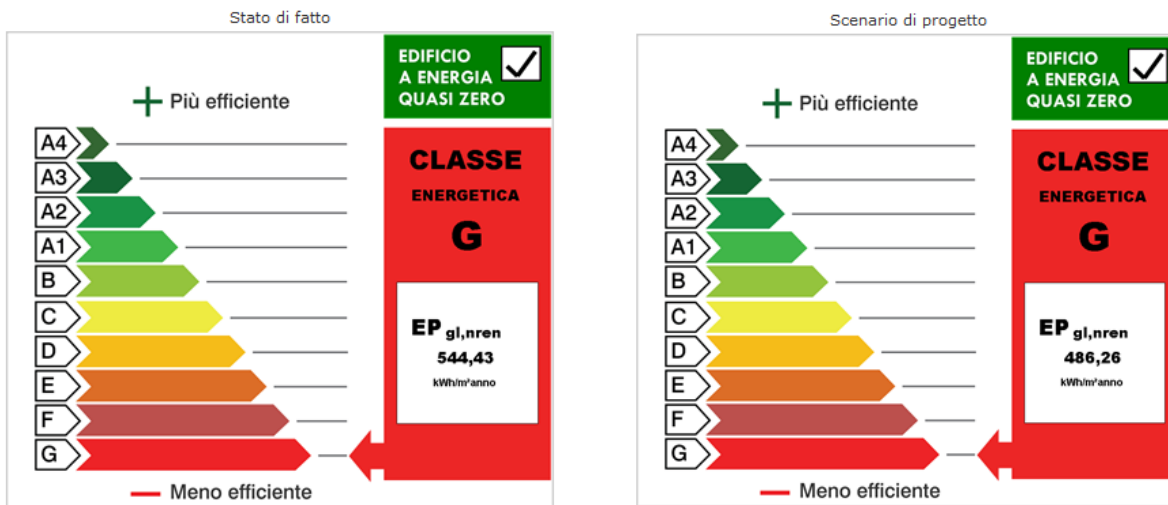 Stato di fatto
EDIFICIO
A ENERGIA
QUASI ZERO
+ Più efficiente
A4
A3
A2
A1
B
C
D
E
F
G
— Meno efficiente
CLASSE
ENERGETICA
G
EP gl,nren
544,43
kWh/m²anno
Scenario di progetto
EDIFICIO
A ENERGIA
QUASI ZERO
+ Più efficiente
A4
A3
A2
A1
B
C
D
E
F
G
— Meno efficiente
CLASSE
ENERGETICA
G
EP gl,nren
486,26
kWh/m²anno